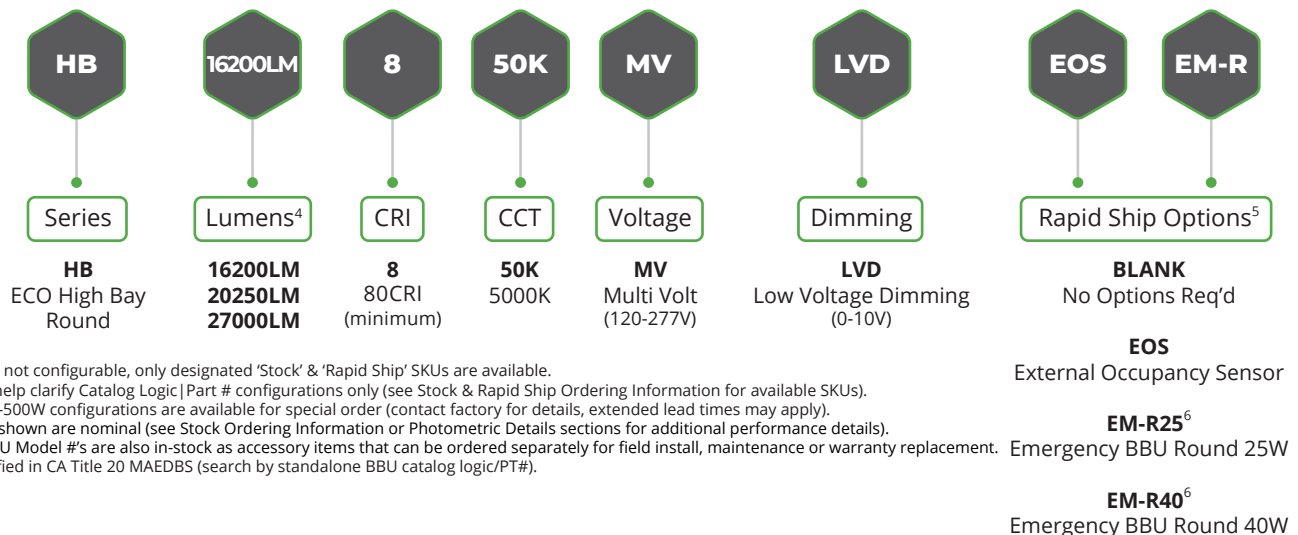 HB 16200LM 8 50K MV LVD EOS EM-R
Series Lumens4 CRI CCT Voltage Dimming Rapid Ship Options5
HB
ECO High Bay
Round
16200LM
20250LM
27000LM
8
80CRI
(minimum)
50K
5000K
MV
Multi Volt
(120-277V)
LVD
Low Voltage Dimming
(0-10V)
BLANK
No Options Req’d
EOS
External Occupancy Sensor
EM-R256
Emergency BBU Round 25W
EM-R406
Emergency BBU Round 40W
not configurable, only designated ‘Stock’ & ‘Rapid Ship’ SKUs are available.
help clarify Catalog Logic|Part # configurations only (see Stock & Rapid Ship Ordering Information for available SKUs).
-500W configurations are available for special order (contact factory for details, extended lead times may apply).
shown are nominal (see Stock Ordering Information or Photometric Details sections for additional performance details).
U Model #'s are also in-stock as accessory items that can be ordered separately for field install, maintenance or warranty replacement.
fied in CA Title 20 MAEDBS (search by standalone BBU catalog logic/PT#).